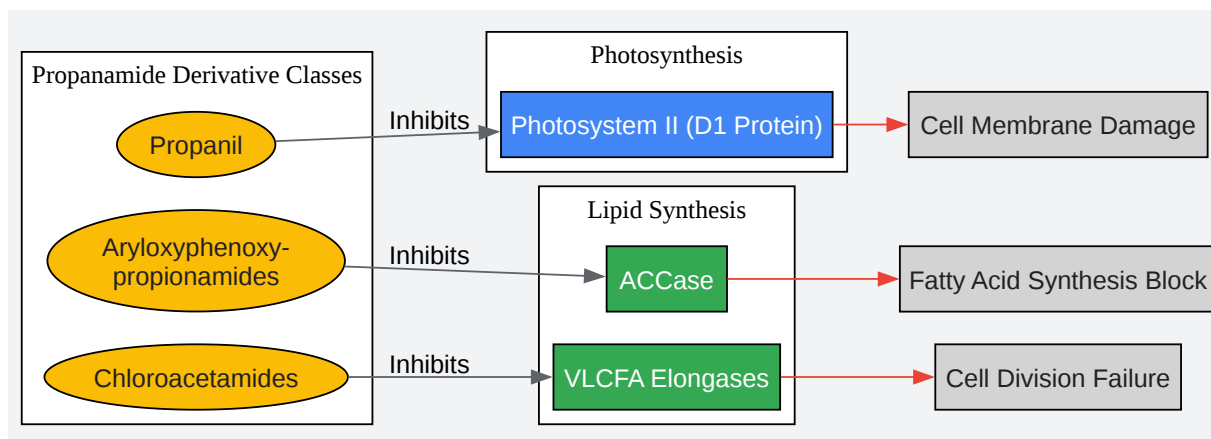 Propanamide Derivative Classes
Propanil
Aryloxyphenoxy-
propionamides
Chloroacetamides
Inhibits
Inhibits
Inhibits
Photosynthesis
Photosystem II (D1 Protein)
Lipid Synthesis
ACCase
VLCFA Elongases
Cell Membrane Damage
Fatty Acid Synthesis Block
Cell Division Failure